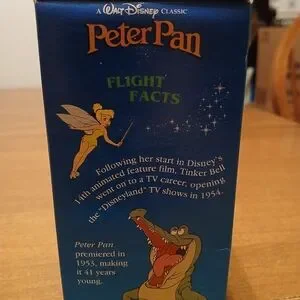 A WALT DISNEY CLASSIC
Peter Pan
FLIGHT
FACTS
Following her start in Disney's
14th animated feature film, Tinker Bell
went on to a TV career, opening
the "Disneyland" TV shows in 1954.
Peter Pan
premiered in
1953, making
it 41 years
young.